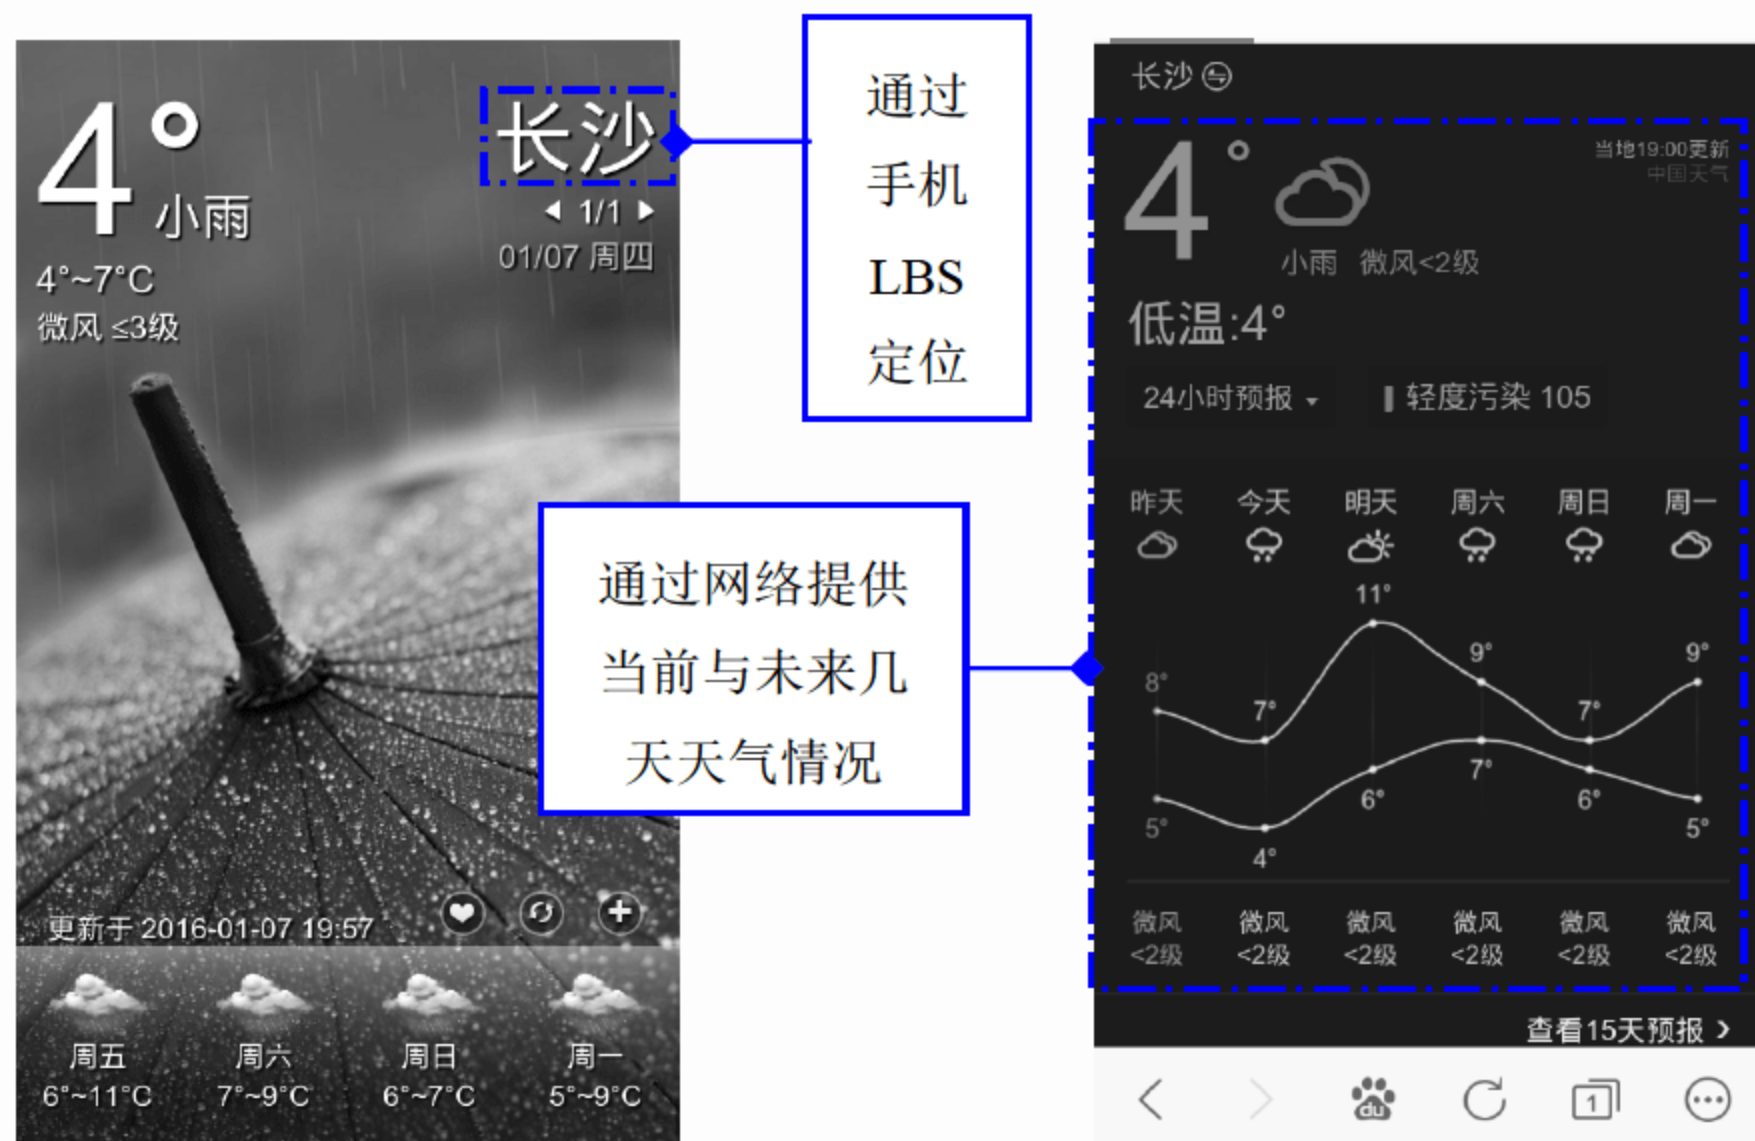 4°
小雨
4°~7°C
微风 ≤3级
长沙
1/1
01/07 周四
更新于 2016-01-07 19:57
周五
6°~11°C
周六
7°~9°C
周日
6°~7°C
周一
5°~9°C
通过
手机
LBS
定位
通过网络提供
当前与未来几
天天气情况
长沙
4°
当地19:00更新
中国天气
小雨 微风<2级
低温:4°
24小时预报
轻度污染 105
昨天 今天 明天 周六 周日 周一
11°
9° 9°
8°
7° 7°
7°
6° 6°
5° 5°
4°
微风 微风 微风 微风 微风 微风
<2级 <2级 <2级 <2级 <2级 <2级
查看15天预报
du
1